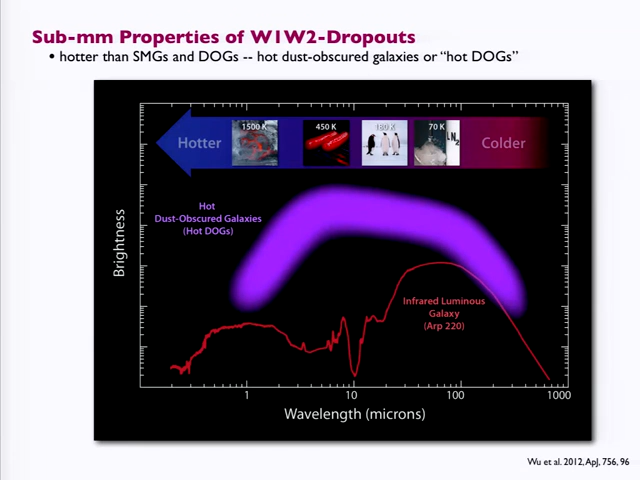 Sub-mm Properties of W1W2-Dropouts
• hotter than SMGs and DOGs -- hot dust-obscured galaxies or “hot DOGs”
Hotter
1500 K
450 K
180 K
70 K
LN2
Colder
Hot
Dust-Obscured Galaxies
(Hot DOGs)
Infrared Luminous
Galaxy
(Arp 220)
Brightness
1
10
100
1000
Wavelength (microns)
Wu et al. 2012, ApJ, 756, 96